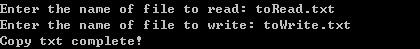 Enter the name of file to read: toRead.txt
Enter the name of file to write: toWrite.txt
Copy txt complete!